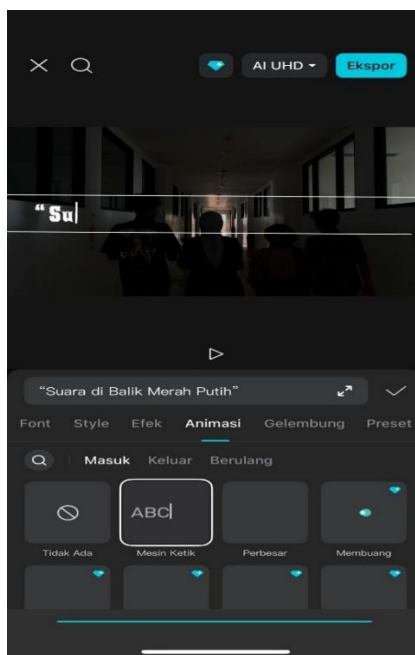 AI UHD
Ekspor
“ Su
“Suara di Balik Merah Putih”
Font Style Efek Animasi Gelembung Preset
Masuk Keluar Berulang
ABC
Tidak Ada Mesin Ketik Perbesar Membuang